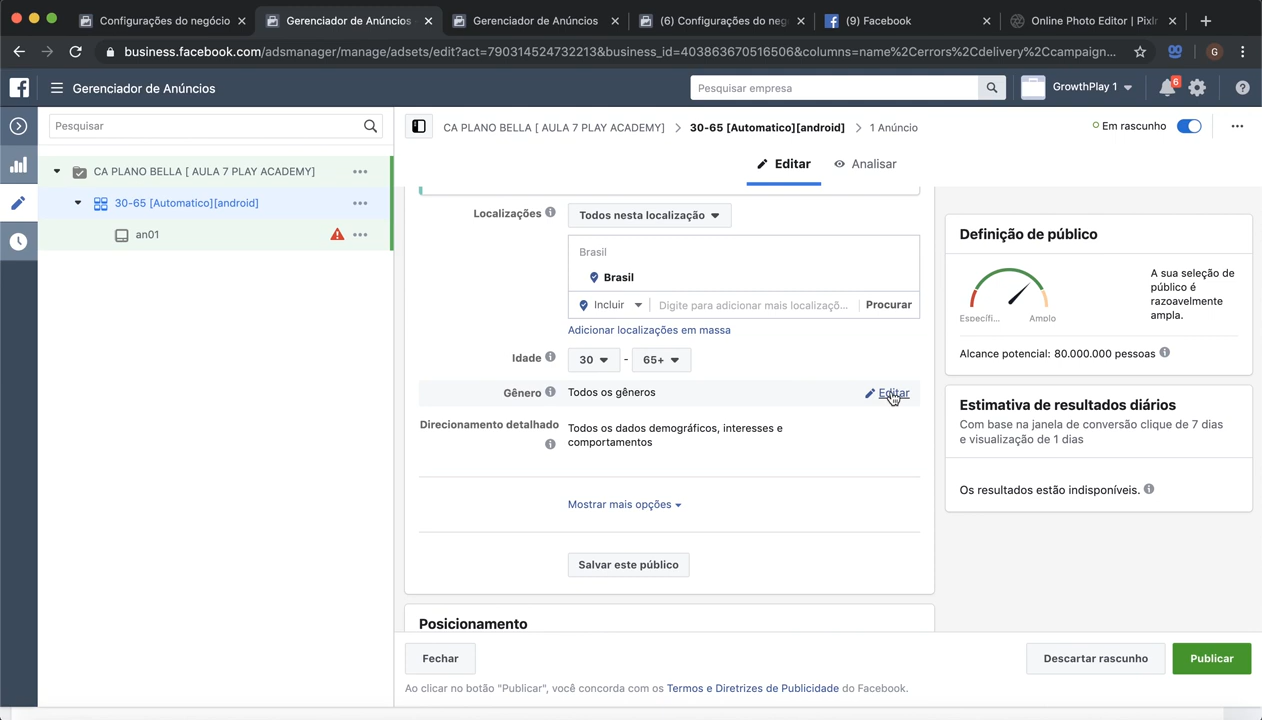 Configurações do negócio
Gerenciador de Anúncios
Gerenciador de Anúncios
(6) Configurações do neg
(9) Facebook
Online Photo Editor | Pixlr
business.facebook.com/adsmanager/manage/adsets/edit?act=790314524732213&business_id=403863670516506&columns=name%2Cerrors%2Cdelivery%2Ccampaign...
G
Gerenciador de Anúncios
Pesquisar empresa
GrowthPlay 1
6
Pesquisar
CA PLANO BELLA [ AULA 7 PLAY ACADEMY]
30-65 [Automatico][android]
1 Anúncio
Em rascunho
CA PLANO BELLA [ AULA 7 PLAY ACADEMY]
30-65 [Automatico][android]
an01
Editar
Analisar
Localizações
Todos nesta localização
Brasil
Brasil
Incluir
Digite para adicionar mais localizaçõ...
Procurar
Adicionar localizações em massa
Idade
30
-
65+
Gênero
Todos os gêneros
Editar
Direcionamento detalhado
Todos os dados demográficos, interesses e
comportamentos
Mostrar mais opções
Salvar este público
Posicionamento
Definição de público
Específi...
Amplo
A sua seleção de
público é
razoavelmente
ampla.
Alcance potencial: 80.000.000 pessoas
Estimativa de resultados diários
Com base na janela de conversão clique de 7 dias
e visualização de 1 dias
Os resultados estão indisponíveis.
Fechar
Descartar rascunho
Publicar
Ao clicar no botão "Publicar", você concorda com os Termos e Diretrizes de Publicidade do Facebook.